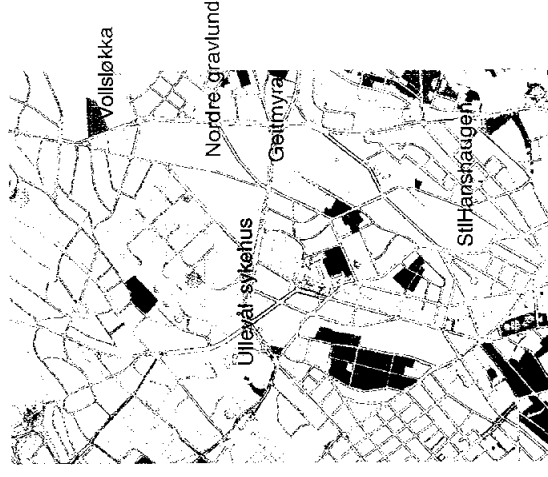 Vollsløkka
Nordre gravlund
Geitmyra
Ullevål sykehus
StHanshaugen